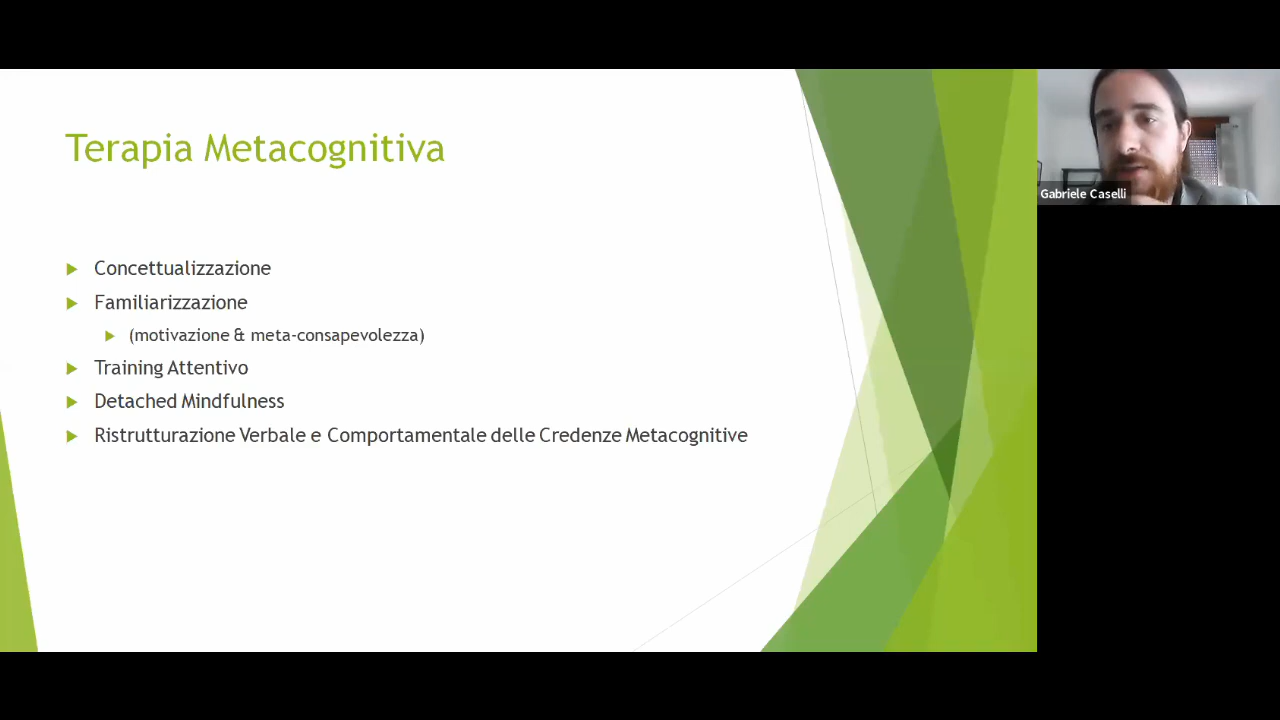 Terapia Metacognitiva
Gabriele Caselli
Concettualizzazione
Familiarizzazione
(motivazione & meta-consapevolezza)
Training Attentivo
Detached Mindfulness
Ristrutturazione Verbale e Comportamentale delle Credenze Metacognitive